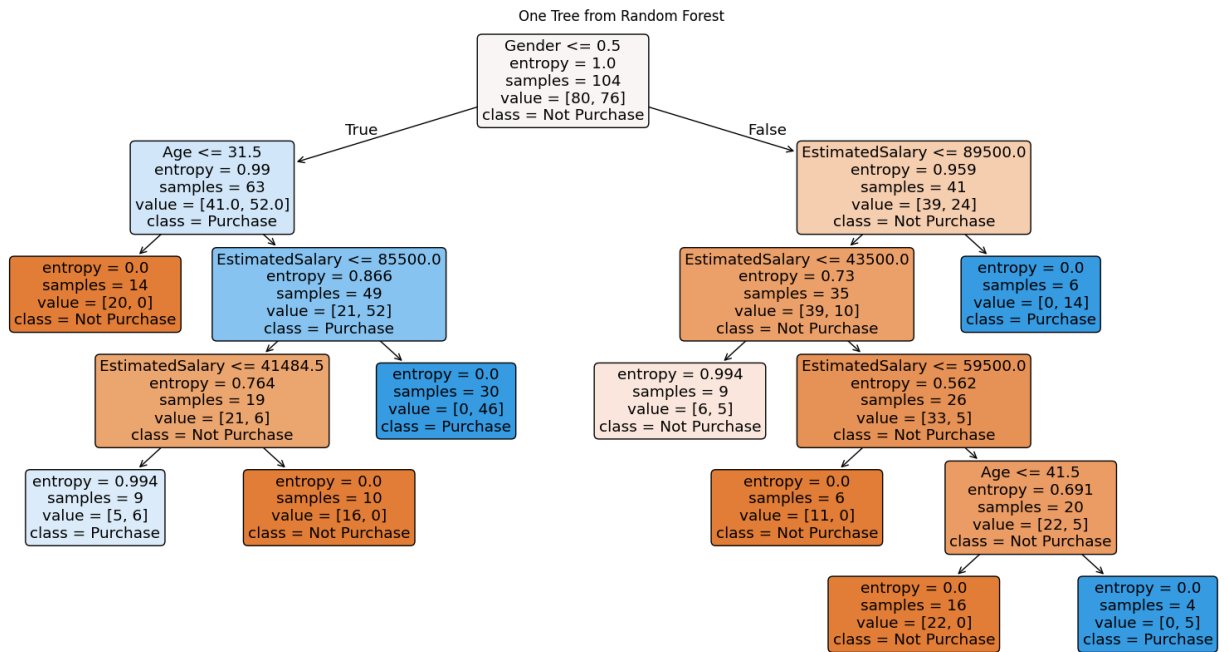 One Tree from Random Forest
Gender <= 0.5
entropy = 1.0
samples = 104
value = [80, 76]
class = Not Purchase
True
False
Age <= 31.5
entropy = 0.99
samples = 63
value = [41.0, 52.0]
class = Purchase
EstimatedSalary <= 89500.0
entropy = 0.959
samples = 41
value = [39, 24]
class = Not Purchase
entropy = 0.0
samples = 14
value = [20, 0]
class = Not Purchase
EstimatedSalary <= 85500.0
entropy = 0.866
samples = 49
value = [21, 52]
class = Purchase
EstimatedSalary <= 43500.0
entropy = 0.73
samples = 35
value = [39, 10]
class = Not Purchase
entropy = 0.0
samples = 6
value = [0, 14]
class = Purchase
EstimatedSalary <= 41484.5
entropy = 0.764
samples = 19
value = [21, 6]
class = Not Purchase
entropy = 0.0
samples = 30
value = [0, 46]
class = Purchase
entropy = 0.994
samples = 9
value = [6, 5]
class = Not Purchase
EstimatedSalary <= 59500.0
entropy = 0.562
samples = 26
value = [33, 5]
class = Not Purchase
entropy = 0.994
samples = 9
value = [5, 6]
class = Purchase
entropy = 0.0
samples = 10
value = [16, 0]
class = Not Purchase
entropy = 0.0
samples = 6
value = [11, 0]
class = Not Purchase
Age <= 41.5
entropy = 0.691
samples = 20
value = [22, 5]
class = Not Purchase
entropy = 0.0
samples = 16
value = [22, 0]
class = Not Purchase
entropy = 0.0
samples = 4
value = [0, 5]
class = Purchase